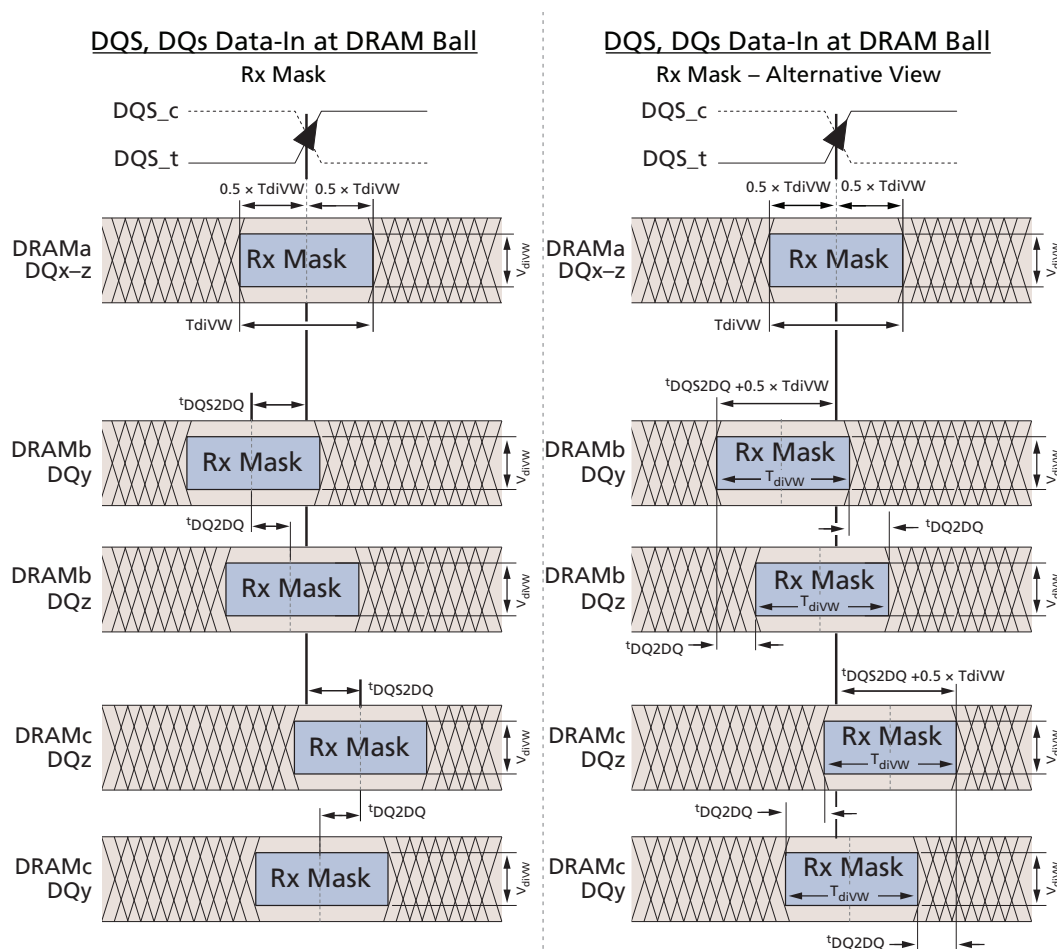 DQS, DQs Data-In at DRAM Ball
Rx Mask
DQS_c
DQS_t
0.5 × TdiVW
0.5 × TdiVW
DRAMa
DQx–z
Rx Mask
VdiVW
TdiVW
tDQS2DQ
DRAMb
DQy
Rx Mask
VdiVW
tDQ2DQ
DRAMb
DQz
Rx Mask
VdiVW
tDQS2DQ
DRAMc
DQz
Rx Mask
VdiVW
tDQ2DQ
DRAMc
DQy
Rx Mask
VdiVW
DQS, DQs Data-In at DRAM Ball
Rx Mask – Alternative View
DQS_c
DQS_t
0.5 × TdiVW
0.5 × TdiVW
DRAMa
DQx–z
Rx Mask
VdiVW
TdiVW
tDQS2DQ +0.5 × TdiVW
DRAMb
DQy
Rx Mask
TdiVW
VdiVW
tDQ2DQ
DRAMb
DQz
Rx Mask
TdiVW
VdiVW
tDQ2DQ
tDQS2DQ +0.5 × TdiVW
DRAMc
DQz
Rx Mask
TdiVW
VdiVW
tDQ2DQ
DRAMc
DQy
Rx Mask
TdiVW
VdiVW
tDQ2DQ